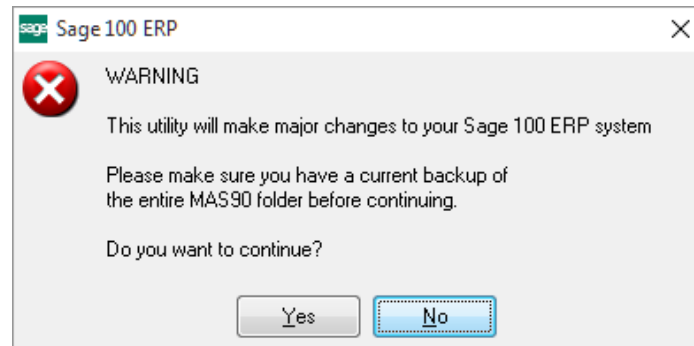 sage Sage 100 ERP
WARNING
This utility will make major changes to your Sage 100 ERP system
Please make sure you have a current backup of
the entire MAS90 folder before continuing.
Do you want to continue?
Yes No